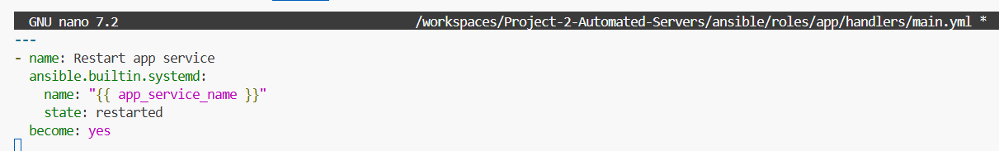 GNU nano 7.2 /workspaces/Project-2-Automated-Servers/ansible/roles/app/handlers/main.yml *
---
- name: Restart app service
  ansible.builtin.systemd:
    name: "{{ app_service_name }}"
    state: restarted
  become: yes